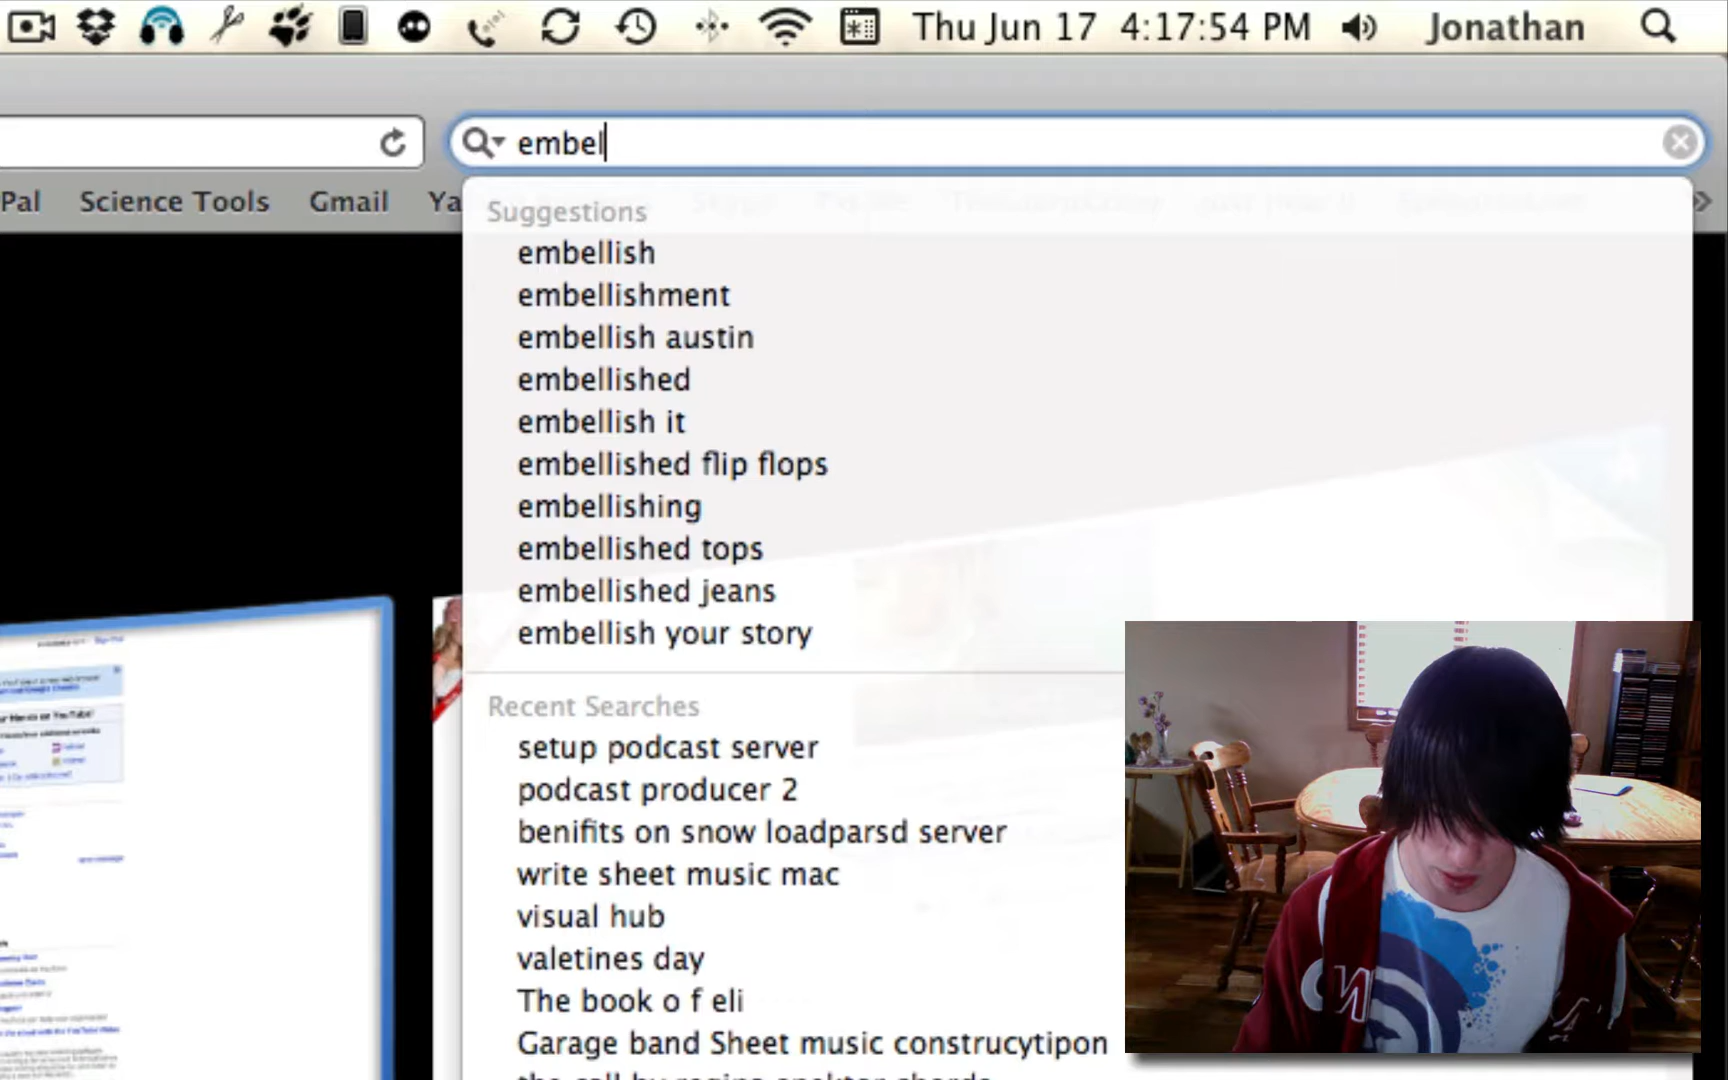 Thu Jun 17 4:17:54 PM Jonathan
embel
Pal Science Tools Gmail Ya
Suggestions
embellish
embellishment
embellish austin
embellished
embellish it
embellished flip flops
embellishing
embellished tops
embellished jeans
embellish your story
Recent Searches
setup podcast server
podcast producer 2
benifits on snow loadparsd server
write sheet music mac
visual hub
valetines day
The book o f eli
Garage band Sheet music construcytipon